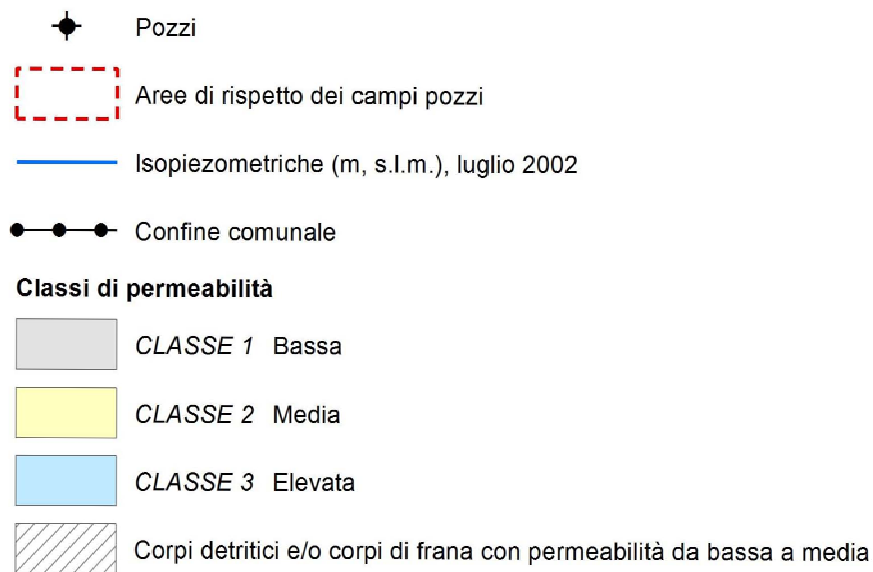 Pozzi
Aree di rispetto dei campi pozzi
Isopiezometriche (m, s.l.m.), luglio 2002
Confine comunale
Classi di permeabilità
CLASSE 1 Bassa
CLASSE 2 Media
CLASSE 3 Elevata
Corpi detritici e/o corpi di frana con permeabilità da bassa a media